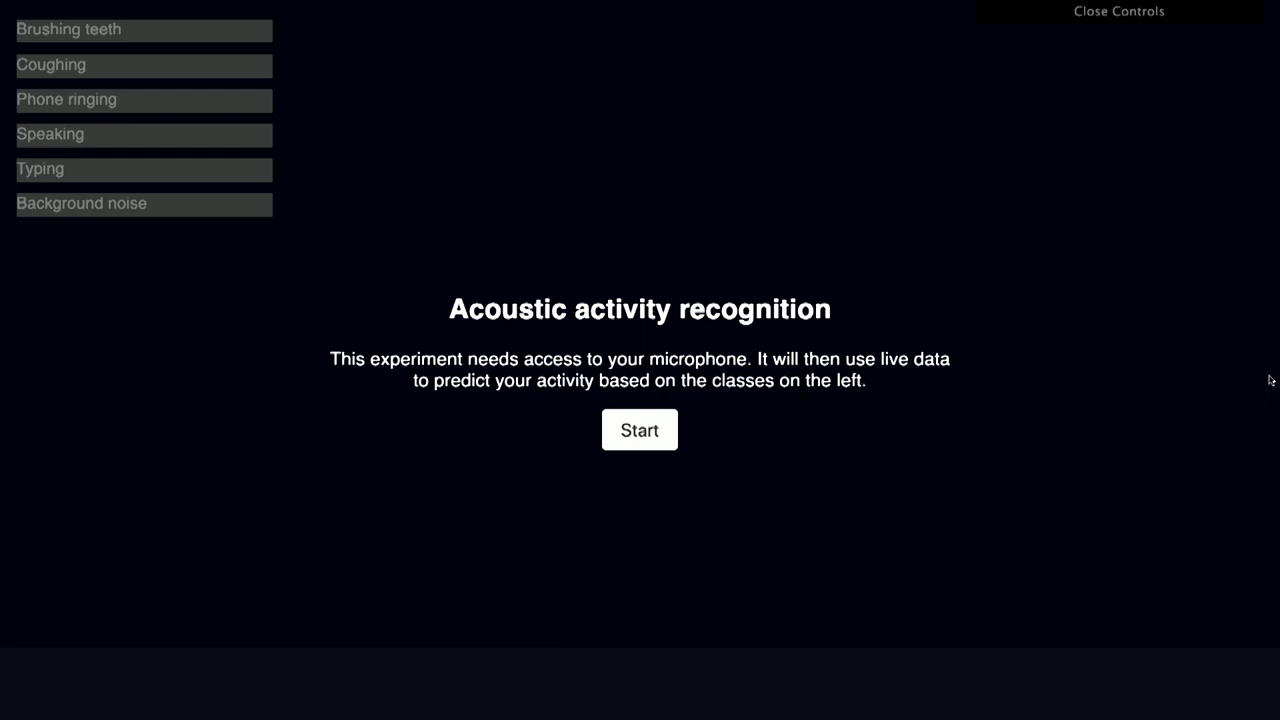 Brushing teeth
Coughing
Phone ringing
Speaking
Typing
Background noise
Close Controls
Acoustic activity recognition
This experiment needs access to your microphone. It will then use live data
to predict your activity based on the classes on the left.
Start